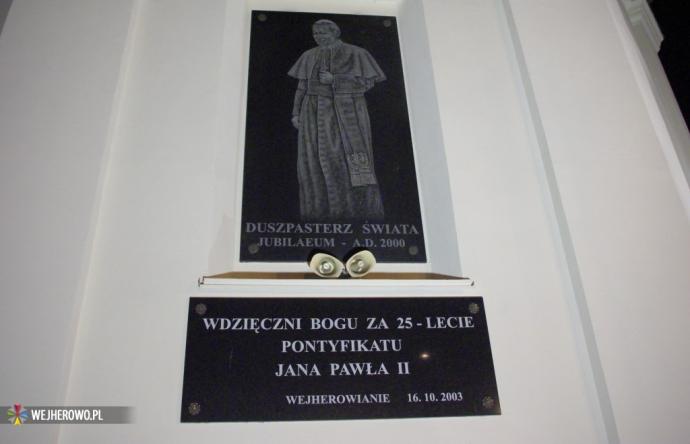 DUSZPASTERZ ŚWIATA
JUBILAEUM - A.D. 2000
WDZIĘCZNI BOGU ZA 25 - LECIE
PONTYFIKATU
JANA PAWŁA II
WEJHEROWIANIE 16. 10. 2003
WEJHEROWO.PL